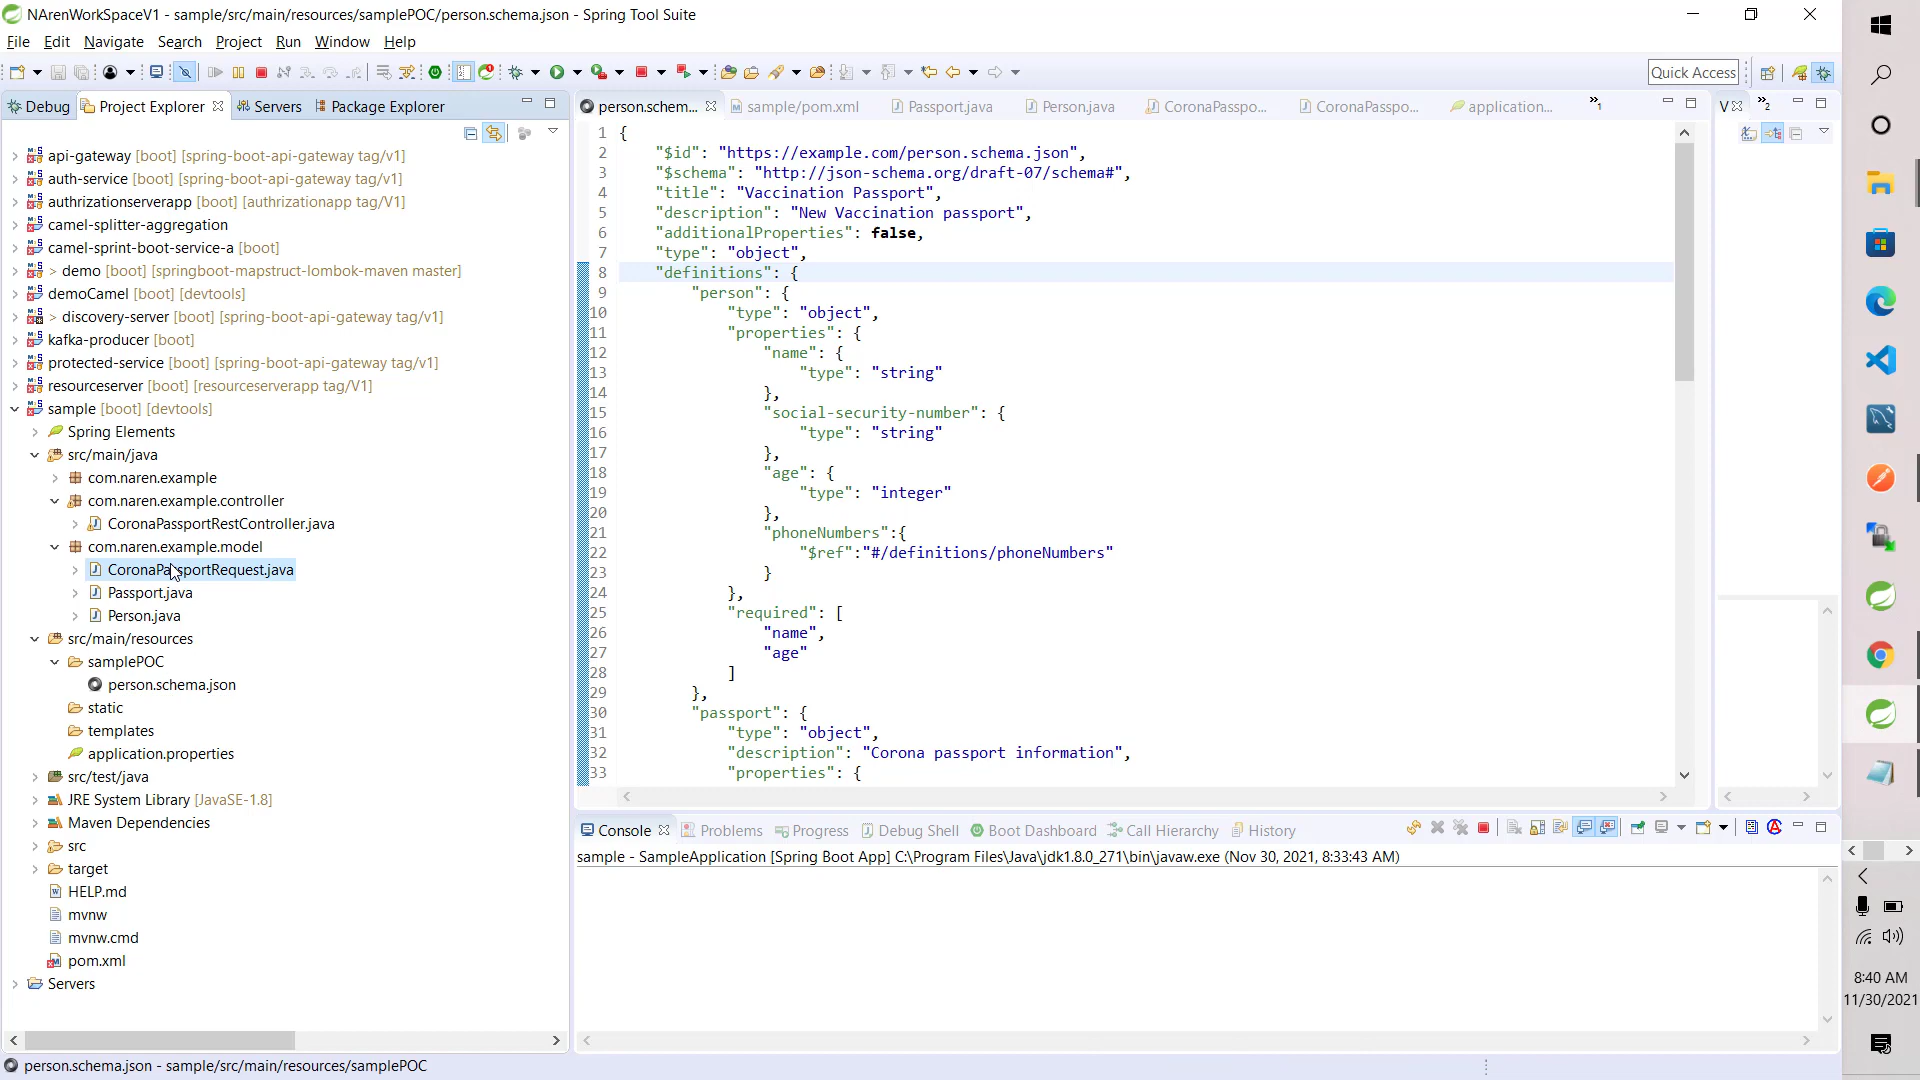 NArenWorkSpaceV1 - sample/src/main/resources/samplePOC/person.schema.json - Spring Tool Suite
File Edit Navigate Search Project Run Window Help
Quick Access
Debug Project Explorer Servers Package Explorer
api-gateway [boot] [spring-boot-api-gateway tag/v1]
auth-service [boot] [spring-boot-api-gateway tag/v1]
authrizationserverapp [boot] [authrizationapp tag/V1]
camel-splitter-aggregation
camel-sprint-boot-service-a [boot]
> demo [boot] [springboot-mapstruct-lombok-maven master]
demoCamel [boot] [devtools]
> discovery-server [boot] [spring-boot-api-gateway tag/v1]
kafka-producer [boot]
protected-service [boot] [spring-boot-api-gateway tag/v1]
resourceserver [boot] [resourceserverapp tag/V1]
sample [boot] [devtools]
Spring Elements
src/main/java
com.naren.example
com.naren.example.controller
CoronaPassportRestController.java
com.naren.example.model
CoronaPassportRequest.java
Passport.java
Person.java
src/main/resources
samplePOC
person.schema.json
static
templates
application.properties
src/test/java
JRE System Library [JavaSE-1.8]
Maven Dependencies
src
target
HELP.md
mvnw
mvnw.cmd
pom.xml
Servers
person.schem... sample/pom.xml Passport.java Person.java CoronaPasspo... CoronaPasspo... application... »1
V »2
1 {
2 "$id": "https://example.com/person.schema.json",
3 "$schema": "http://json-schema.org/draft-07/schema#",
4 "title": "Vaccination Passport",
5 "description": "New Vaccination passport",
6 "additionalProperties": false,
7 "type": "object",
8 "definitions": {
9 "person": {
10 "type": "object",
11 "properties": {
12 "name": {
13 "type": "string"
14 },
15 "social-security-number": {
16 "type": "string"
17 },
18 "age": {
19 "type": "integer"
20 },
21 "phoneNumbers":{
22 "$ref":"#/definitions/phoneNumbers"
23 }
24 },
25 "required": [
26 "name",
27 "age"
28 ]
29 },
30 "passport": {
31 "type": "object",
32 "description": "Corona passport information",
33 "properties": {
Console Problems Progress Debug Shell Boot Dashboard Call Hierarchy History
sample - SampleApplication [Spring Boot App] C:\Program Files\Java\jdk1.8.0_271\bin\javaw.exe (Nov 30, 2021, 8:33:43 AM)
person.schema.json - sample/src/main/resources/samplePOC
8:40 AM
11/30/2021